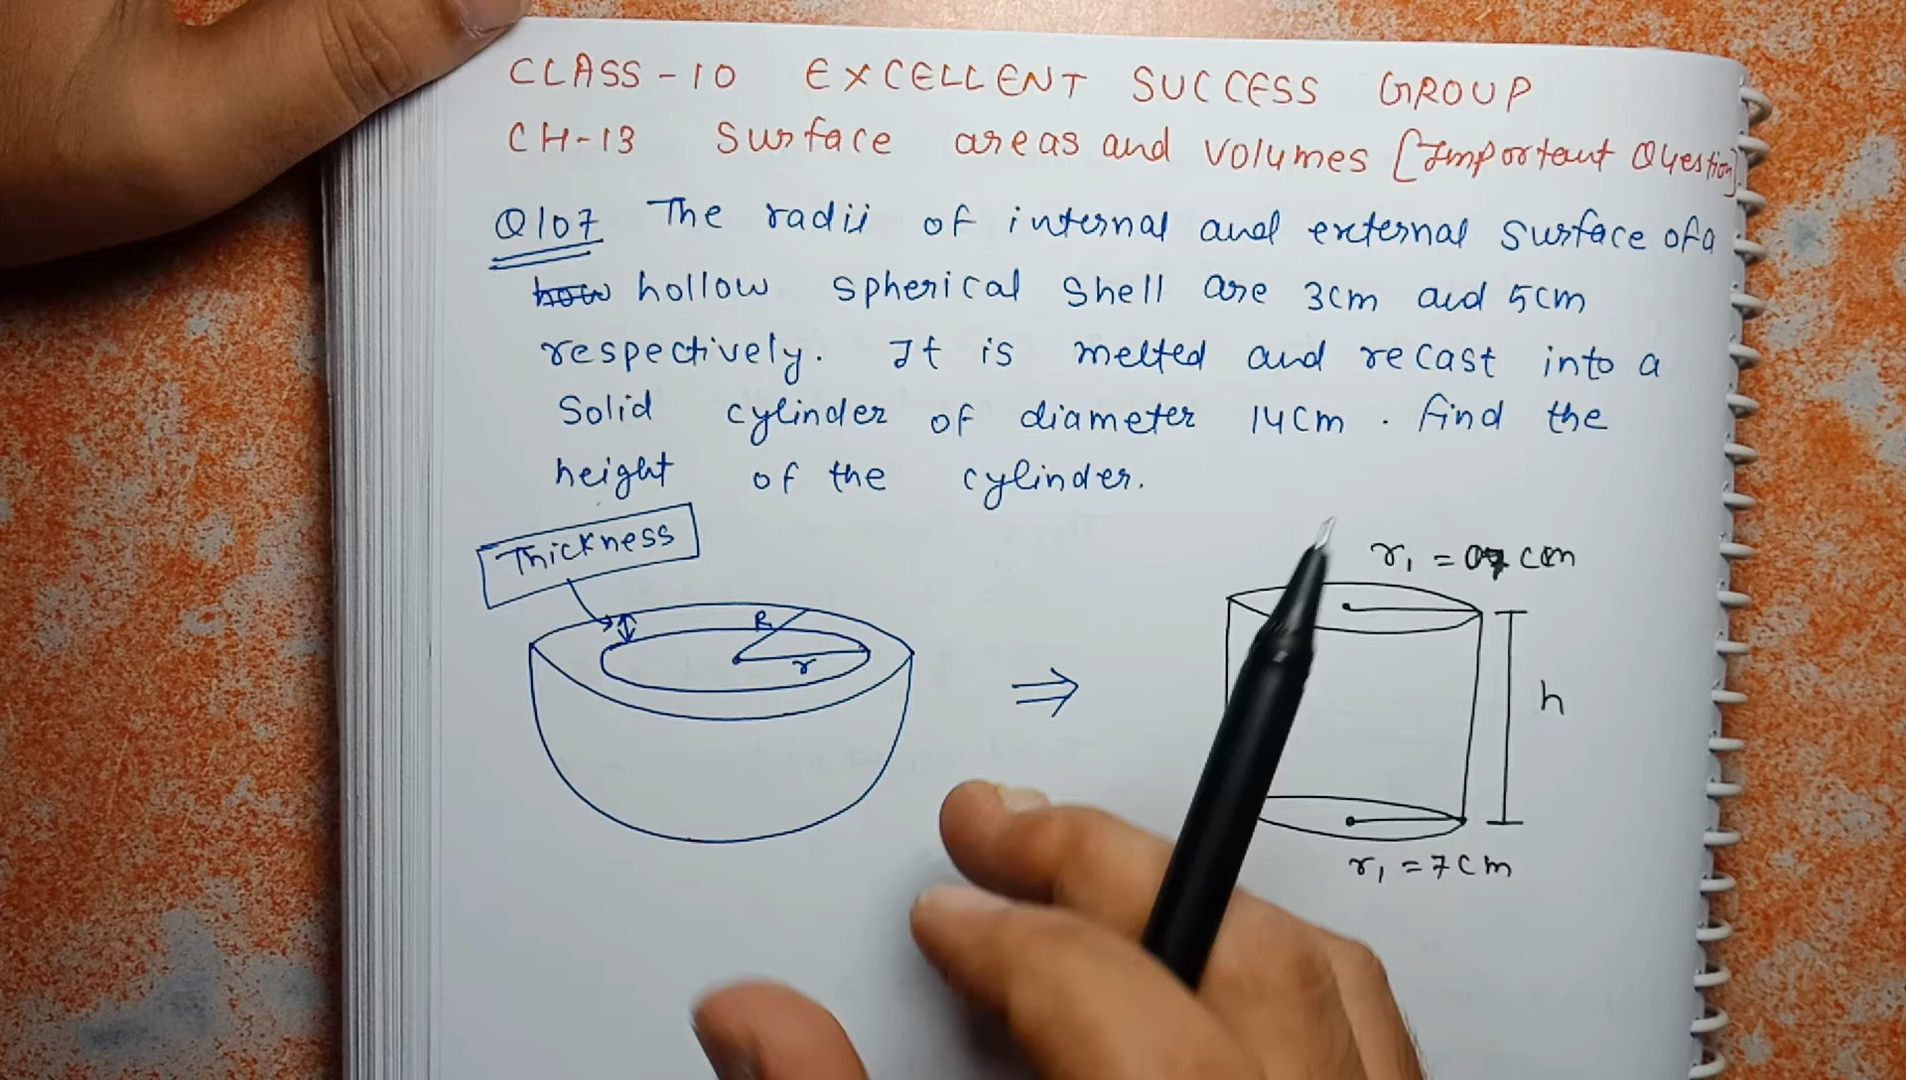 CLASS-10 EXCELLENT SUCCESS GROUP
CH-13 Surface areas and volumes [Important Question]
Q107 The radii of internal and external surface of a
hollow spherical shell are 3cm and 5cm
respectively. It is melted and recast into a
Solid cylinder of diameter 14cm. find the
height of the cylinder.
Thickness
r₁ = 7 cm
R
r
⇒
h
r₁ = 7cm